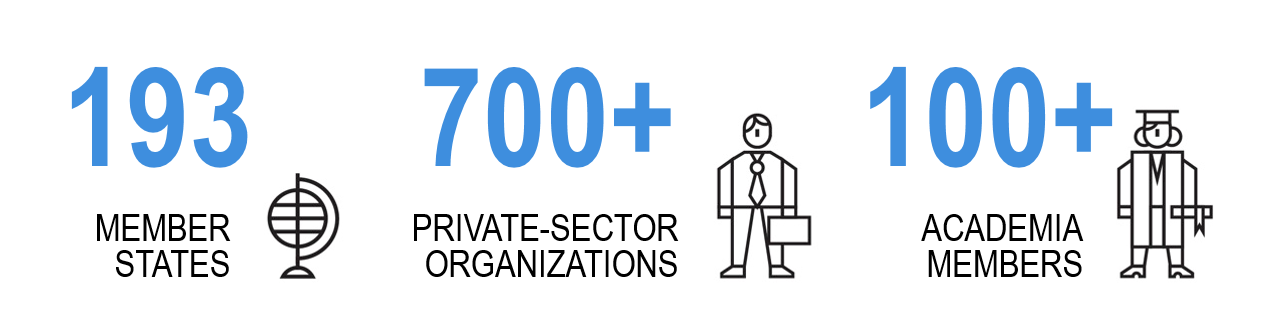 193
MEMBER
STATES
700+
PRIVATE-SECTOR
ORGANIZATIONS
100+
ACADEMIA
MEMBERS